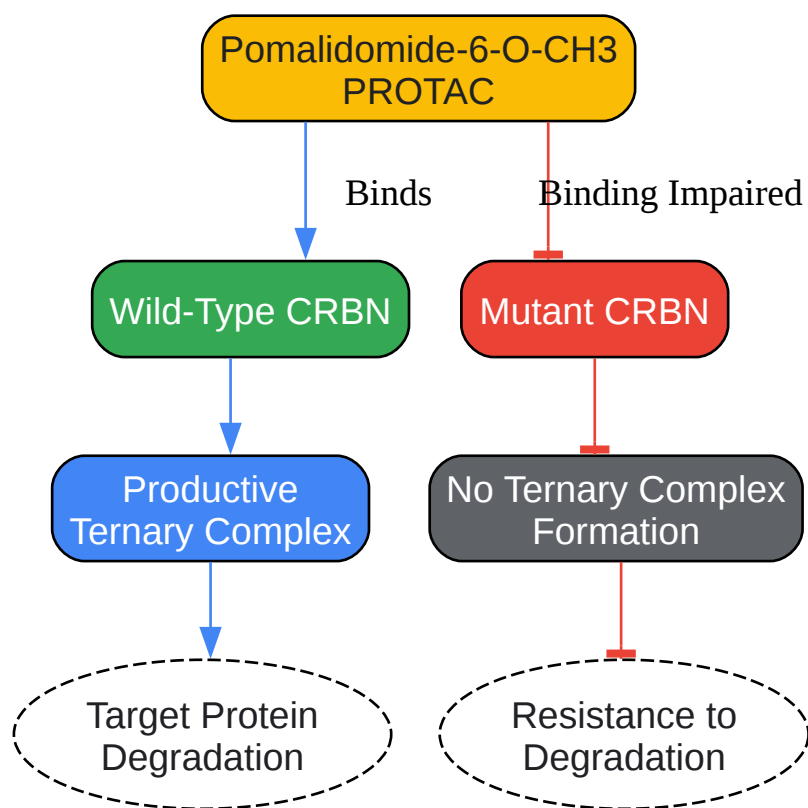 Pomalidomide-6-O-CH3
PROTAC
Binds
Binding Impaired
Wild-Type CRBN
Mutant CRBN
Productive
Ternary Complex
No Ternary Complex
Formation
Target Protein
Degradation
Resistance to
Degradation